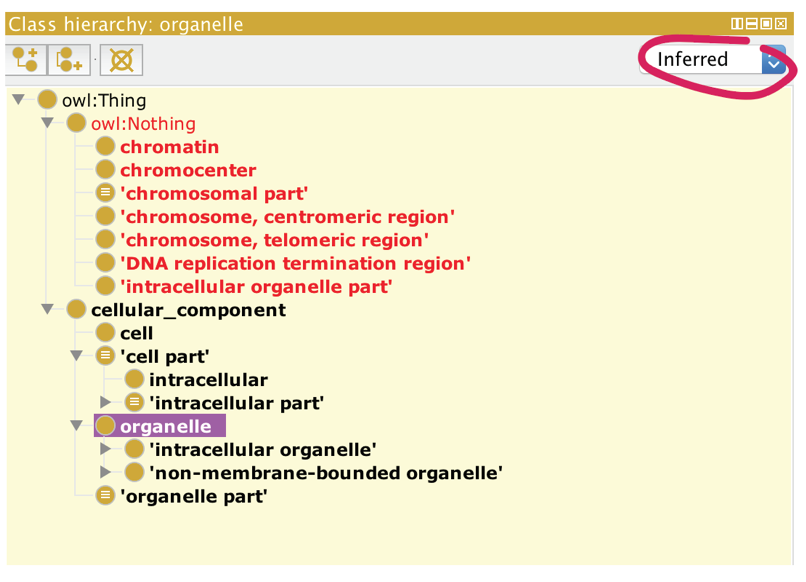 Class hierarchy: organelle
Inferred
owl:Thing
owl:Nothing
chromatin
chromocenter
'chromosomal part'
'chromosome, centromeric region'
'chromosome, telomeric region'
'DNA replication termination region'
'intracellular organelle part'
cellular_component
cell
'cell part'
intracellular
'intracellular part'
organelle
'intracellular organelle'
'non-membrane-bounded organelle'
'organelle part'